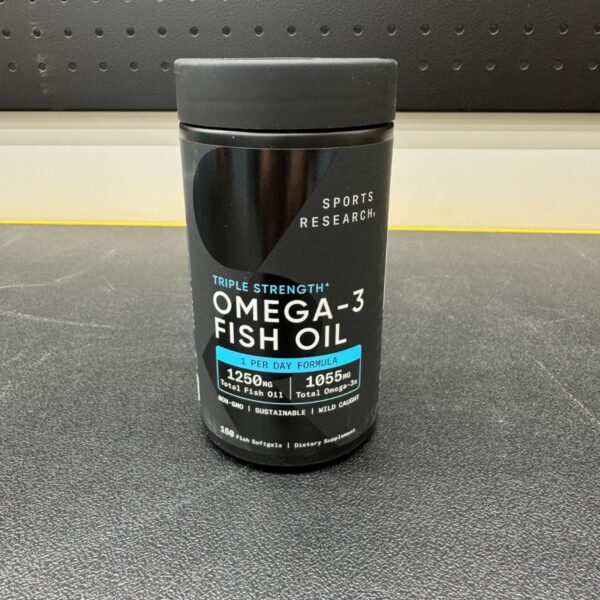 SPORTS
RESEARCH®
TRIPLE STRENGTH▲
OMEGA-3
FISH OIL
1 PER DAY FORMULA
1250MG 1055MG
Total Fish Oil Total Omega-3s
NON-GMO | SUSTAINABLE | WILD CAUGHT
150 Fish Softgels | Dietary Supplement